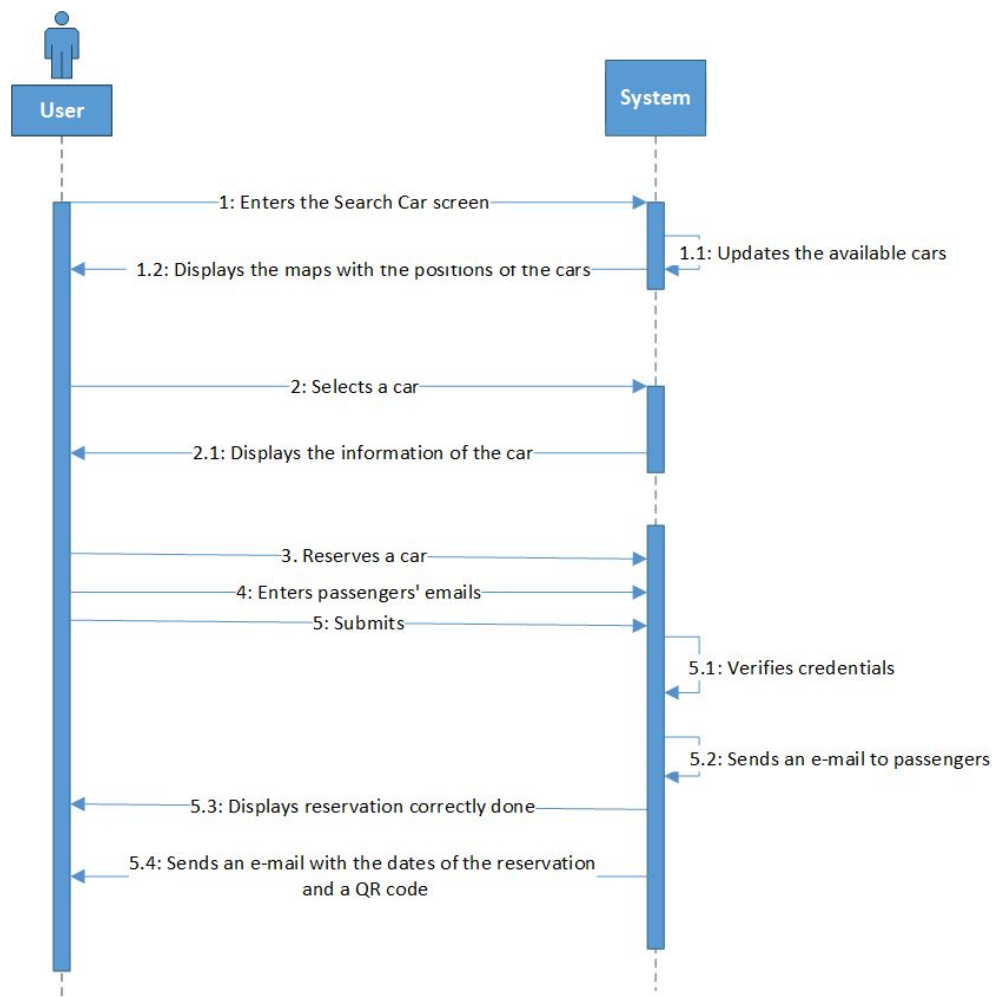 User
System
1: Enters the Search Car screen
1.1: Updates the available cars
1.2: Displays the maps with the positions of the cars
2: Selects a car
2.1: Displays the information of the car
3. Reserves a car
4: Enters passengers' emails
5: Submits
5.1: Verifies credentials
5.2: Sends an e-mail to passengers
5.3: Displays reservation correctly done
5.4: Sends an e-mail with the dates of the reservation
and a QR code